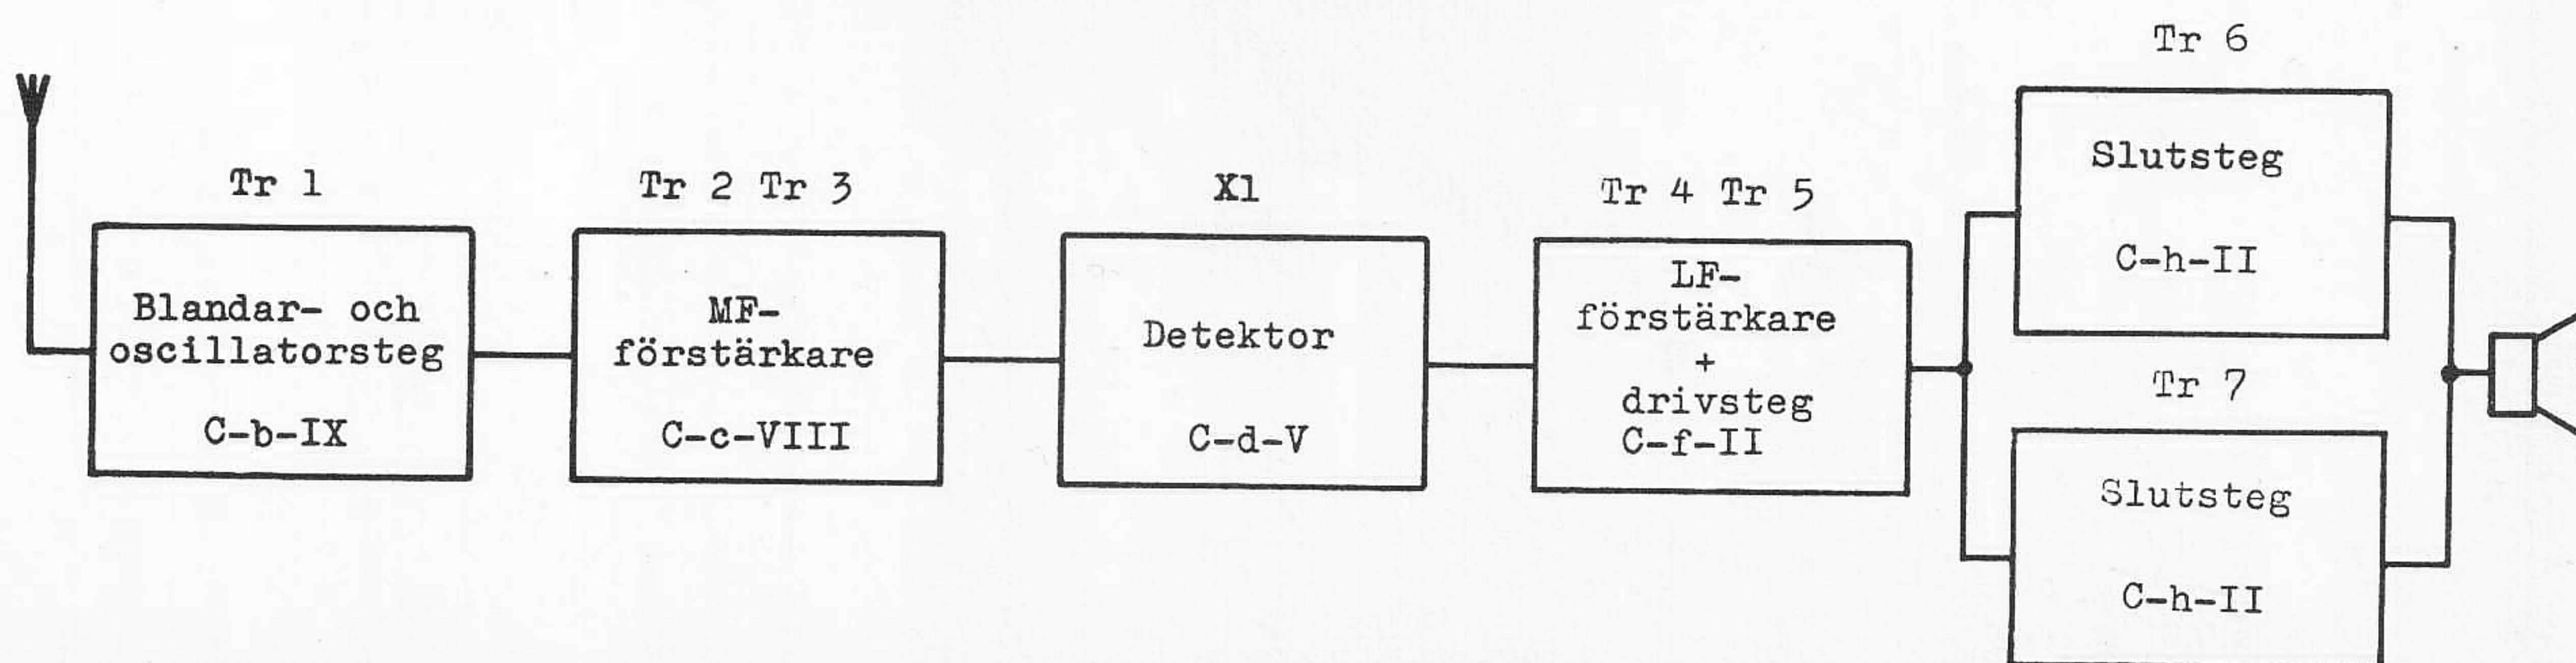 Tr 1
Blandar- och
oscillatorsteg
C-b-IX
Tr 2 Tr 3
MF-
förstärkare
C-c-VIII
X1
Detektor
C-d-V
Tr 4 Tr 5
LF-
förstärkare
+
drivsteg
C-f-II
Tr 6
Slutsteg
C-h-II
Tr 7
Slutsteg
C-h-II